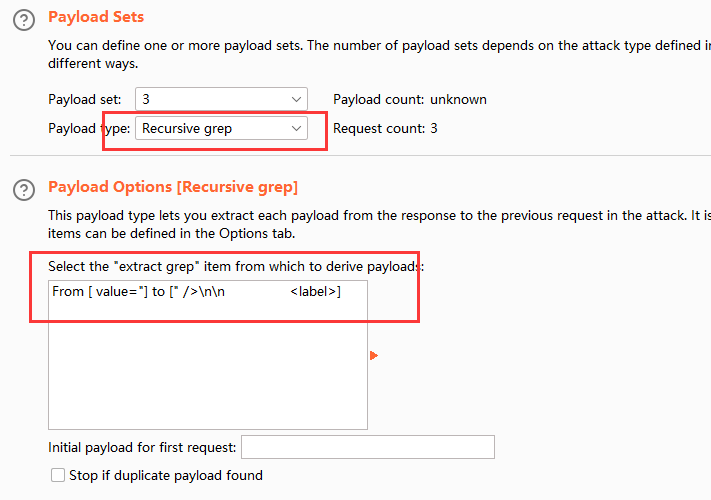 Payload Sets
You can define one or more payload sets. The number of payload sets depends on the attack type defined i
different ways.
Payload set: 3 Payload count: unknown
Payload type: Recursive grep Request count: 3
Payload Options [Recursive grep]
This payload type lets you extract each payload from the response to the previous request in the attack. It is
items can be defined in the Options tab.
Select the "extract grep" item from which to derive payloads:
From [ value="] to [" />\n\n                <label>]
Initial payload for first request:
Stop if duplicate payload found